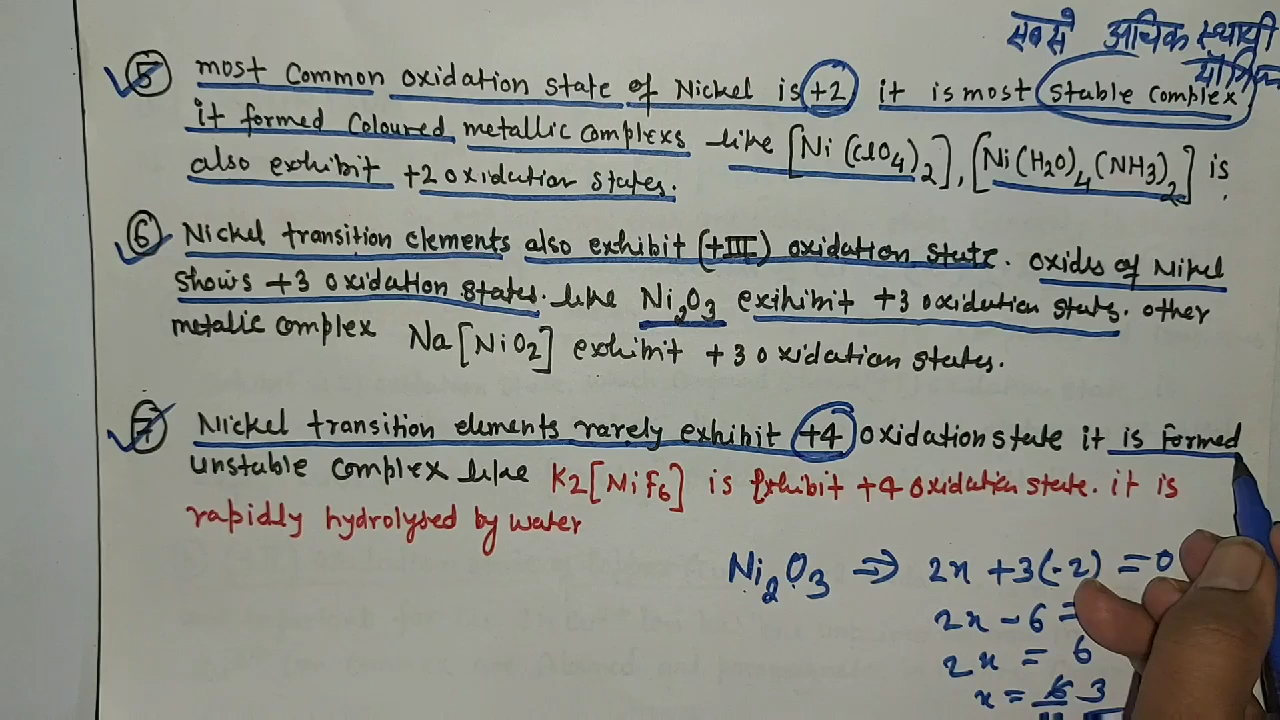 सबसे अधिक स्थायी
यौगिक
⑤ most common oxidation state of Nickel is +2 it is most stable complex
it formed coloured metallic complexs like [Ni(ClO4)2], [Ni(H2O)4(NH3)2] is
also exhibit +2 oxidation states.
⑥ Nickel transition elements also exhibit (+III) oxidation state. oxides of Nikel
shows +3 oxidation states. like Ni2O3 exihibit +3 oxidation states. other
metalic complex Na[NiO2] exhibit +3 oxidation states.
⑦ Nickel transition elements rarely exhibit +4 oxidation state it is formed
unstable complex like K2[NiF6] is Exhibit +4 oxidation state. it is
rapidly hydrolysed by water
Ni2O3 ⇒ 2x + 3(-2) = 0
2x - 6 =
2x = 6
x = 6 3